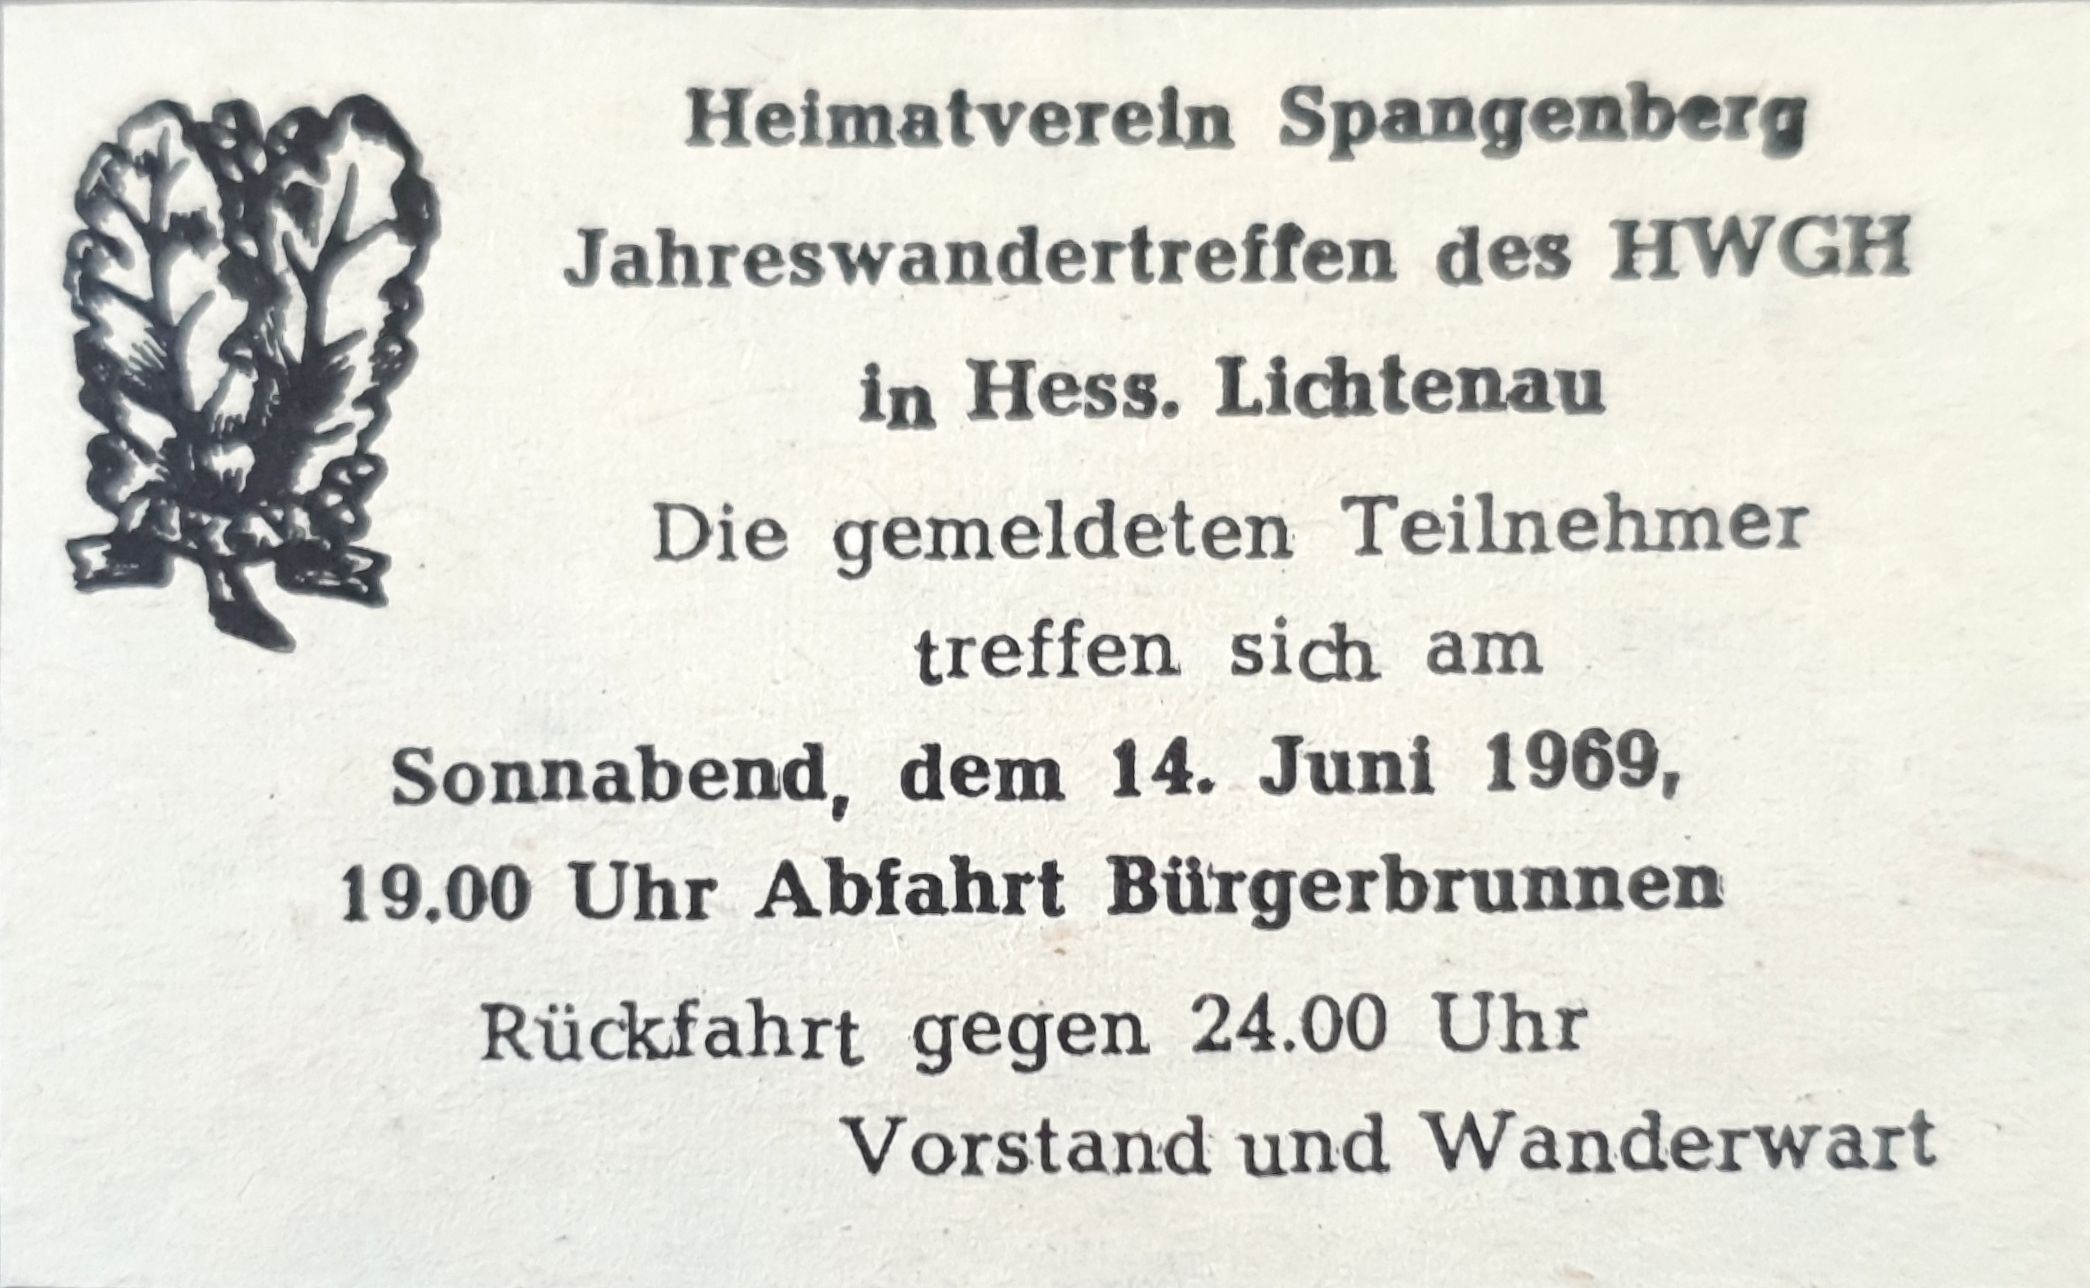 Heimatverein Spangenberg
Jahreswandertreffen des HWGH
in Hess. Lichtenau
Die gemeldeten Teilnehmer
treffen sich am
Sonnabend, dem 14. Juni 1969,
19.00 Uhr Abfahrt Bürgerbrunnen
Rückfahrt gegen 24.00 Uhr
Vorstand und Wanderwart